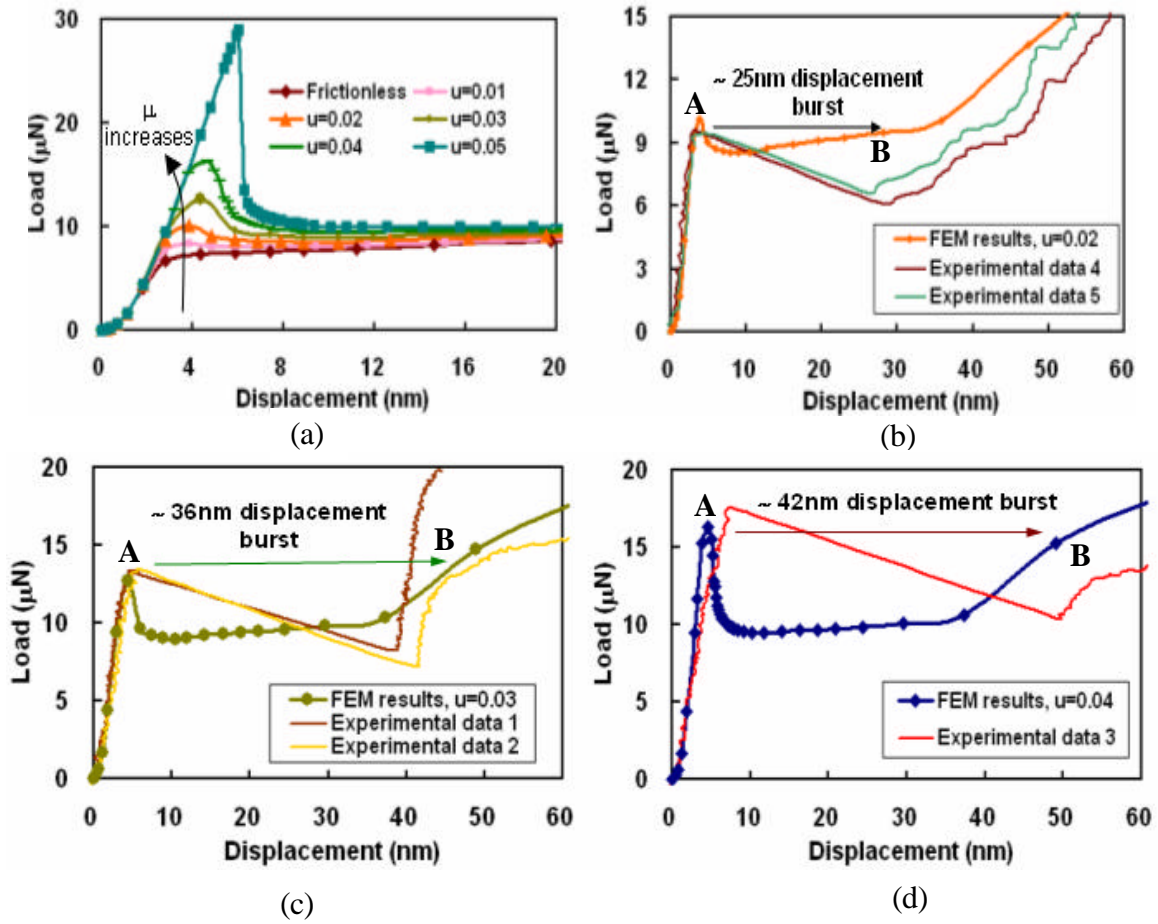 30
20
10
0
Load (μN)
μ
increases
Frictionless
u=0.01
u=0.02
u=0.03
u=0.04
u=0.05
0 4 8 12 16 20
Displacement (nm)
(a)
15
12
9
6
3
0
Load (μN)
~ 25nm displacement
burst
A
B
FEM results, u=0.02
Experimental data 4
Experimental data 5
0 10 20 30 40 50 60
Displacement (nm)
(b)
20
15
10
5
0
Load (μN)
~ 36nm displacement
burst
A
B
FEM results, u=0.03
Experimental data 1
Experimental data 2
0 10 20 30 40 50 60
Displacement (nm)
(c)
20
15
10
5
0
Load (μN)
A
~ 42nm displacement burst
B
FEM results, u=0.04
Experimental data 3
0 10 20 30 40 50 60
Displacement (nm)
(d)